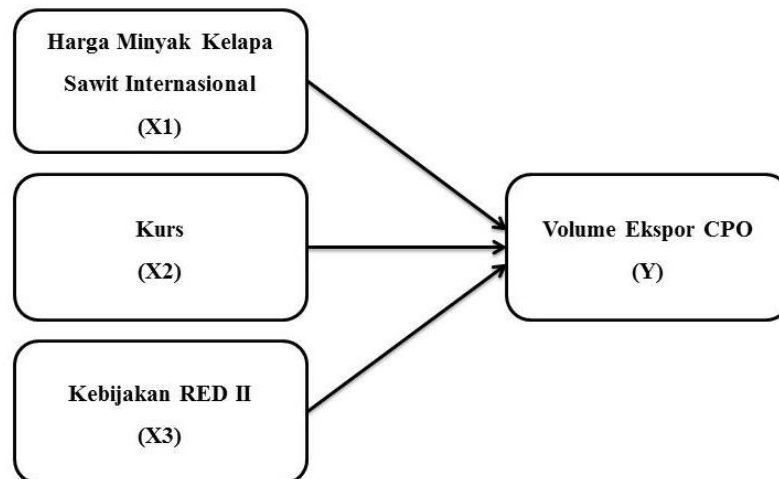 Harga Minyak Kelapa
Sawit Internasional
(X1)
Kurs
(X2)
Kebijakan RED II
(X3)
Volume Ekspor CPO
(Y)